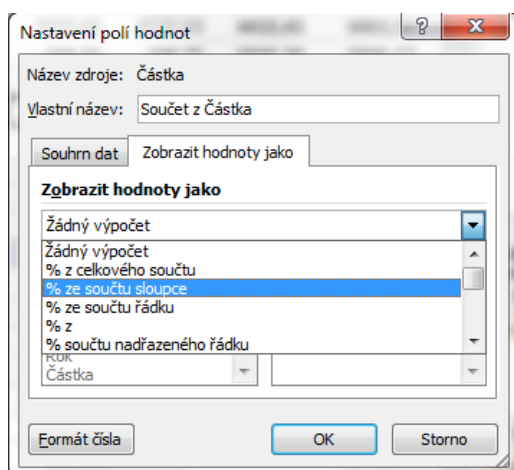 Nastavení polí hodnot
Název zdroje: Částka
Vlastní název: Součet z Částka
Souhrn dat Zobrazit hodnoty jako
Zobrazit hodnoty jako
Žádný výpočet
Žádný výpočet
% z celkového součtu
% ze součtu sloupce
% ze součtu řádku
% z
% součtu nadřazeného řádku
Rok
Částka
Formát čísla OK Storno